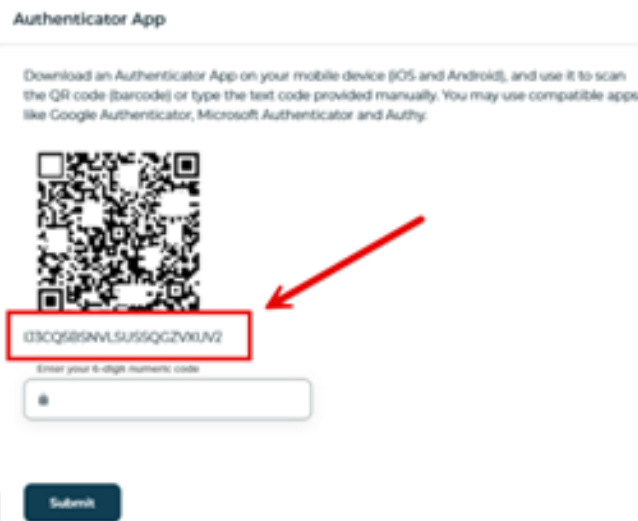 Authenticator App
Download an Authenticator App on your mobile device (iOS and Android), and use it to scan
the QR code (barcode) or type the text code provided manually. You may use compatible apps
like Google Authenticator, Microsoft Authenticator and Authy.
Enter your 6-digit numeric code
Submit